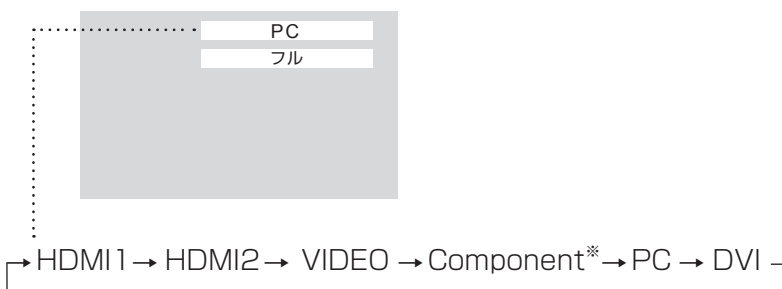 PC
フル
HDMI1→ HDMI2→ VIDEO →Component※→PC → DVI